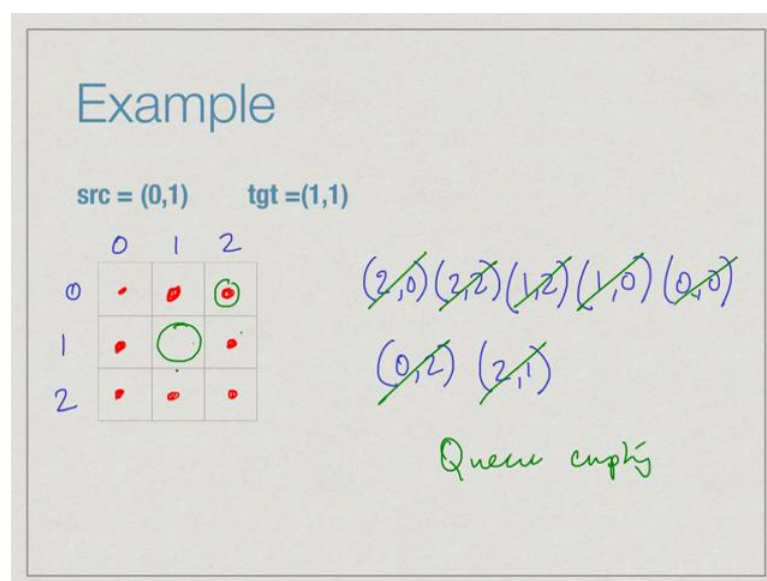 Example
src = (0,1) tgt =(1,1)
0 1 2
0
1
2
(2,0) (2,2) (1,2) (1,0) (0,0)
(0,2) (2,1)
Queue empty